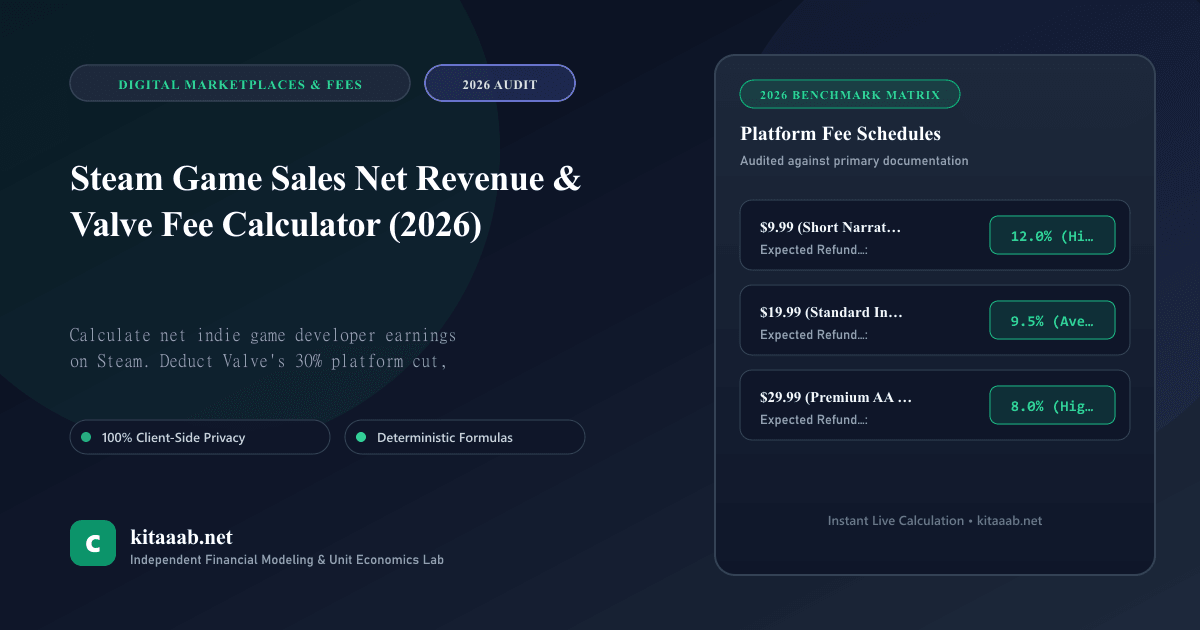 DIGITAL MARKETPLACES & FEES
2026 AUDIT
Steam Game Sales Net Revenue &
Valve Fee Calculator (2026)
Calculate net indie game developer earnings
on Steam. Deduct Valve's 30% platform cut,
100% Client-Side Privacy
Deterministic Formulas
C
kitaaab.net
Independent Financial Modeling & Unit Economics Lab
2026 BENCHMARK MATRIX
Platform Fee Schedules
Audited against primary documentation
$9.99 (Short Narrat…
Expected Refund…:
12.0% (Hi…
$19.99 (Standard In…
Expected Refund…:
9.5% (Ave…
$29.99 (Premium AA …
Expected Refund…:
8.0% (Hig…
Instant Live Calculation • kitaaab.net